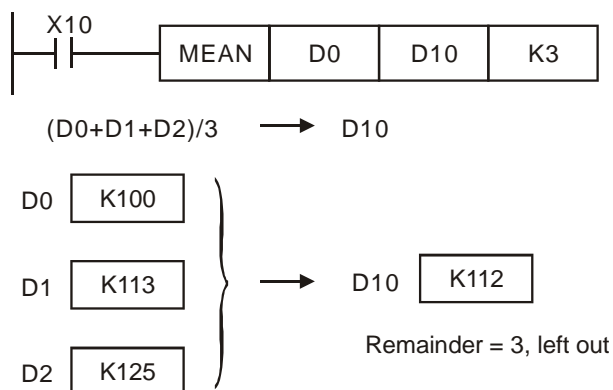 X10
MEAN D0 D10 K3
(D0+D1+D2)/3 D10
D0 K100
D1 K113
D10 K112
Remainder = 3, left out
D2 K125